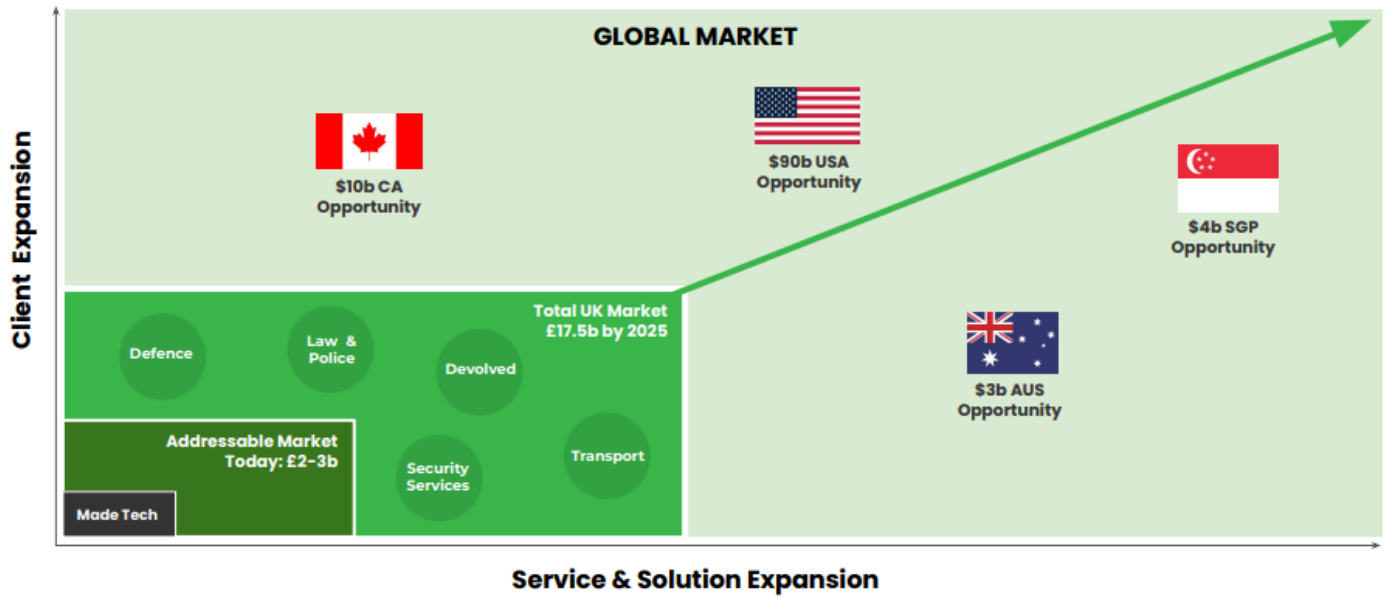 GLOBAL MARKET
$10b CA
Opportunity
$90b USA
Opportunity
$4b SGP
Opportunity
$3b AUS
Opportunity
Client Expansion
Total UK Market
£17.5b by 2025
Defence
Law &
Police
Devolved
Security
Services
Transport
Addressable Market
Today: £2-3b
Made Tech
Service & Solution Expansion